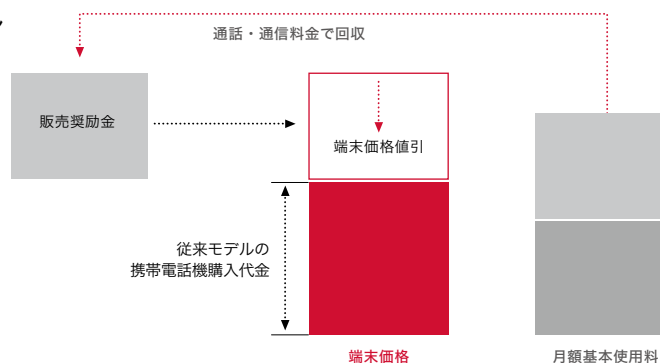 通話・通信料金で回収
販売奨励金
端末価格値引
従来モデルの
携帯電話機購入代金
端末価格
月額基本使用料